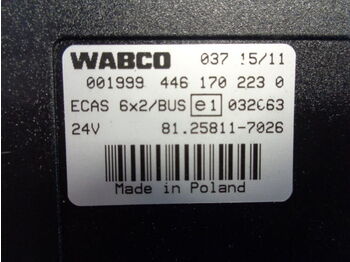 WABCO 037 15/11
001999 446 170 223 0
ECAS 6x2/BUS e1 032063
24V 81.25811-7026
Made in Poland